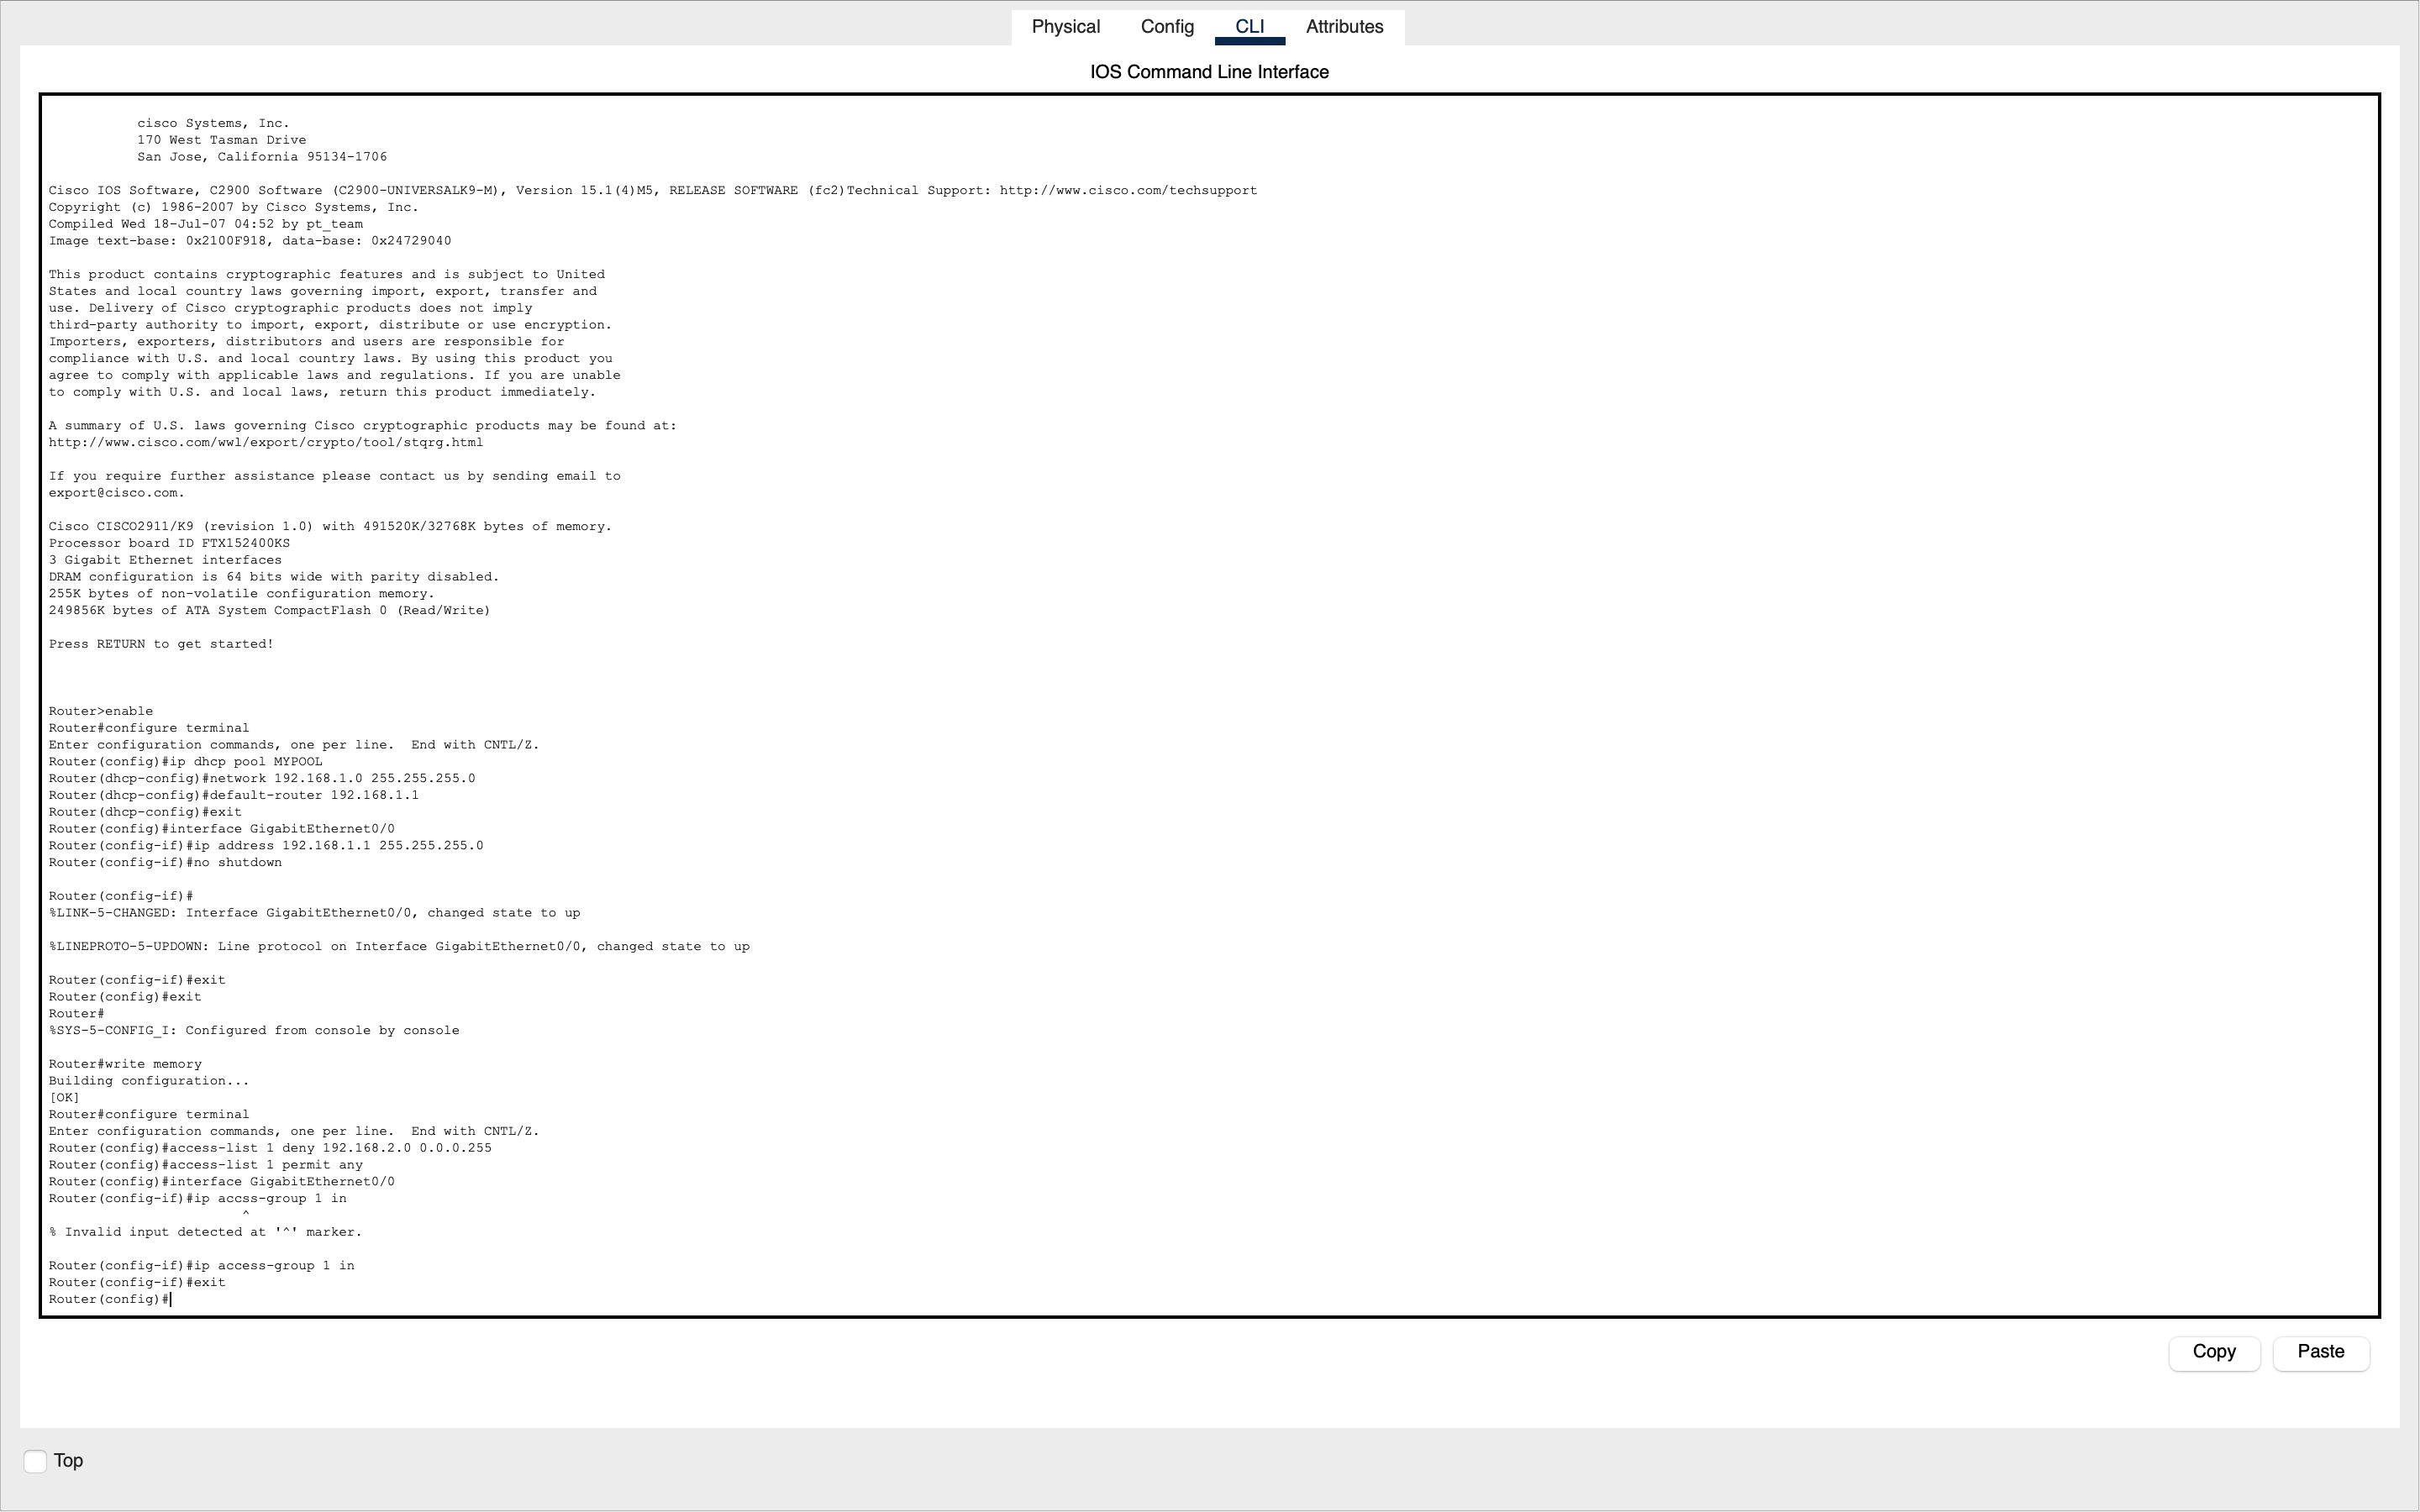 Physical Config CLI Attributes
IOS Command Line Interface
cisco Systems, Inc.
170 West Tasman Drive
San Jose, California 95134-1706
Cisco IOS Software, C2900 Software (C2900-UNIVERSALK9-M), Version 15.1(4)M5, RELEASE SOFTWARE (fc2)Technical Support: http://www.cisco.com/techsupport
Copyright (c) 1986-2007 by Cisco Systems, Inc.
Compiled Wed 18-Jul-07 04:52 by pt_team
Image text-base: 0x2100F918, data-base: 0x24729040
This product contains cryptographic features and is subject to United
States and local country laws governing import, export, transfer and
use. Delivery of Cisco cryptographic products does not imply
third-party authority to import, export, distribute or use encryption.
Importers, exporters, distributors and users are responsible for
compliance with U.S. and local country laws. By using this product you
agree to comply with applicable laws and regulations. If you are unable
to comply with U.S. and local laws, return this product immediately.
A summary of U.S. laws governing Cisco cryptographic products may be found at:
http://www.cisco.com/wwl/export/crypto/tool/stqrg.html
If you require further assistance please contact us by sending email to
export@cisco.com.
Cisco CISCO2911/K9 (revision 1.0) with 491520K/32768K bytes of memory.
Processor board ID FTX152400KS
3 Gigabit Ethernet interfaces
DRAM configuration is 64 bits wide with parity disabled.
255K bytes of non-volatile configuration memory.
249856K bytes of ATA System CompactFlash 0 (Read/Write)
Press RETURN to get started!
Router>enable
Router#configure terminal
Enter configuration commands, one per line.  End with CNTL/Z.
Router(config)#ip dhcp pool MYPOOL
Router(dhcp-config)#network 192.168.1.0 255.255.255.0
Router(dhcp-config)#default-router 192.168.1.1
Router(dhcp-config)#exit
Router(config)#interface GigabitEthernet0/0
Router(config-if)#ip address 192.168.1.1 255.255.255.0
Router(config-if)#no shutdown
Router(config-if)#
%LINK-5-CHANGED: Interface GigabitEthernet0/0, changed state to up
%LINEPROTO-5-UPDOWN: Line protocol on Interface GigabitEthernet0/0, changed state to up
Router(config-if)#exit
Router(config)#exit
Router#
%SYS-5-CONFIG_I: Configured from console by console
Router#write memory
Building configuration...
[OK]
Router#configure terminal
Enter configuration commands, one per line.  End with CNTL/Z.
Router(config)#access-list 1 deny 192.168.2.0 0.0.0.255
Router(config)#access-list 1 permit any
Router(config)#interface GigabitEthernet0/0
Router(config-if)#ip accss-group 1 in
^
% Invalid input detected at '^' marker.
Router(config-if)#ip access-group 1 in
Router(config-if)#exit
Router(config)#
Copy Paste
Top